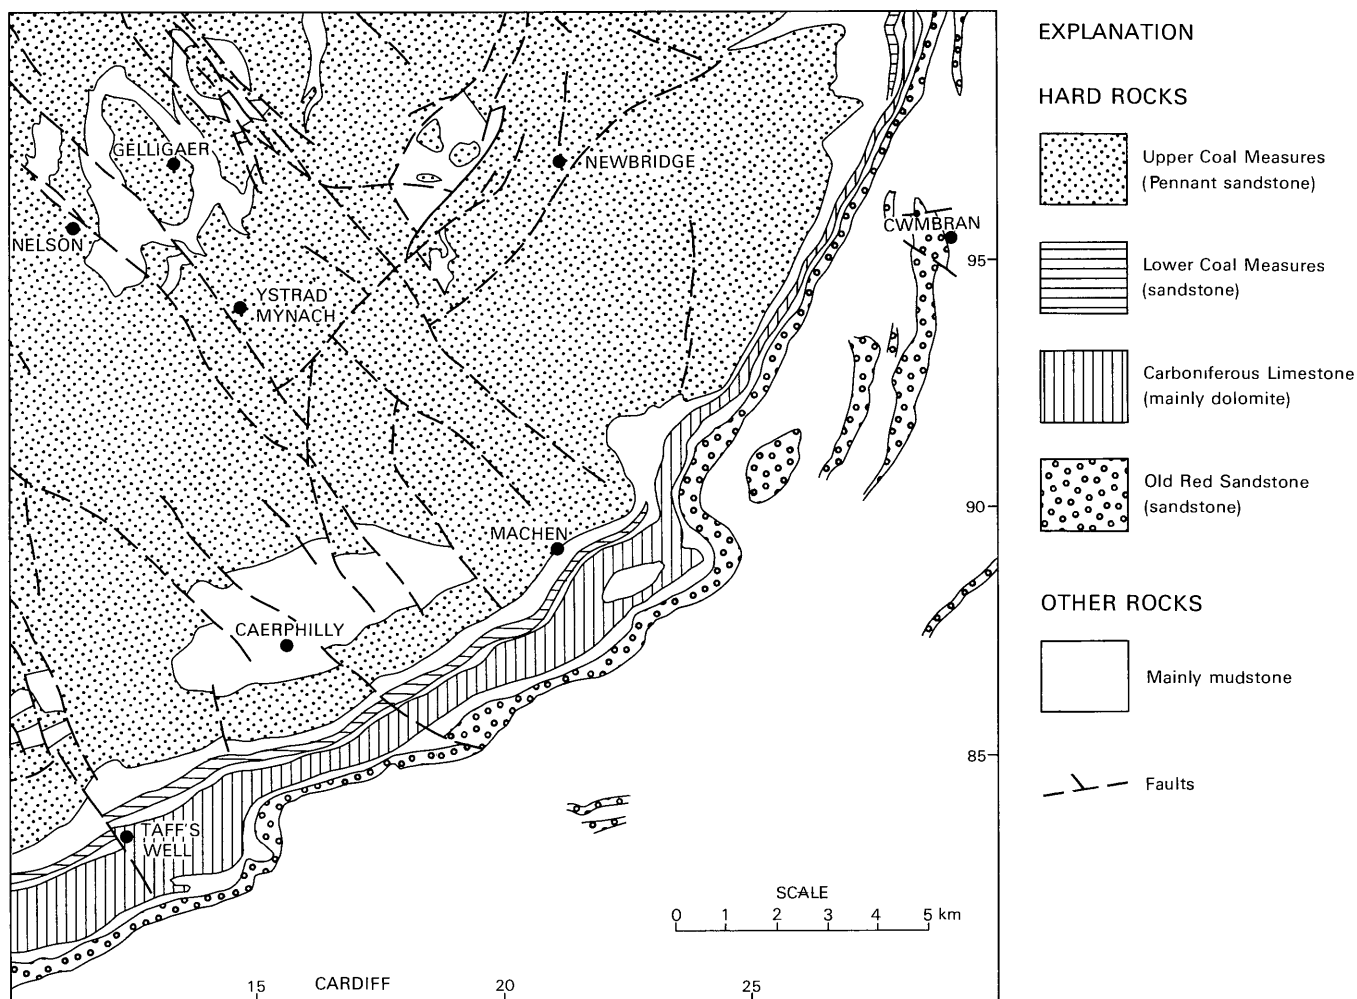 EXPLANATION
HARD ROCKS
Upper Coal Measures
(Pennant sandstone)
Lower Coal Measures
(sandstone)
Carboniferous Limestone
(mainly dolomite)
Old Red Sandstone
(sandstone)
OTHER ROCKS
Mainly mudstone
Faults
GELLIGAER
NEWBRIDGE
NELSON
CWMBRAN
95
YSTRAD
MYNACH
90
MACHEN
CAERPHILLY
85
TAFF'S
WELL
SCALE
0 1 2 3 4 5 km
15 CARDIFF 20 25